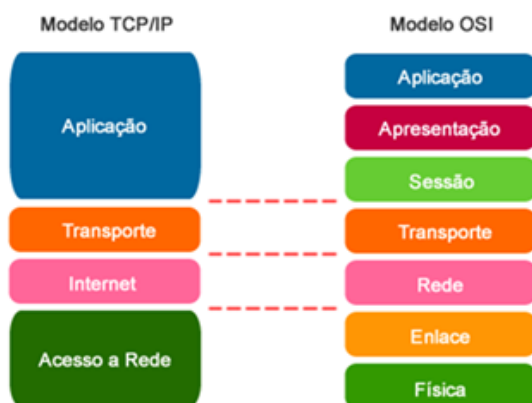 Modelo TCP/IP
Aplicação
Transporte
Internet
Acesso a Rede
Modelo OSI
Aplicação
Apresentação
Sessão
Transporte
Rede
Enlace
Física